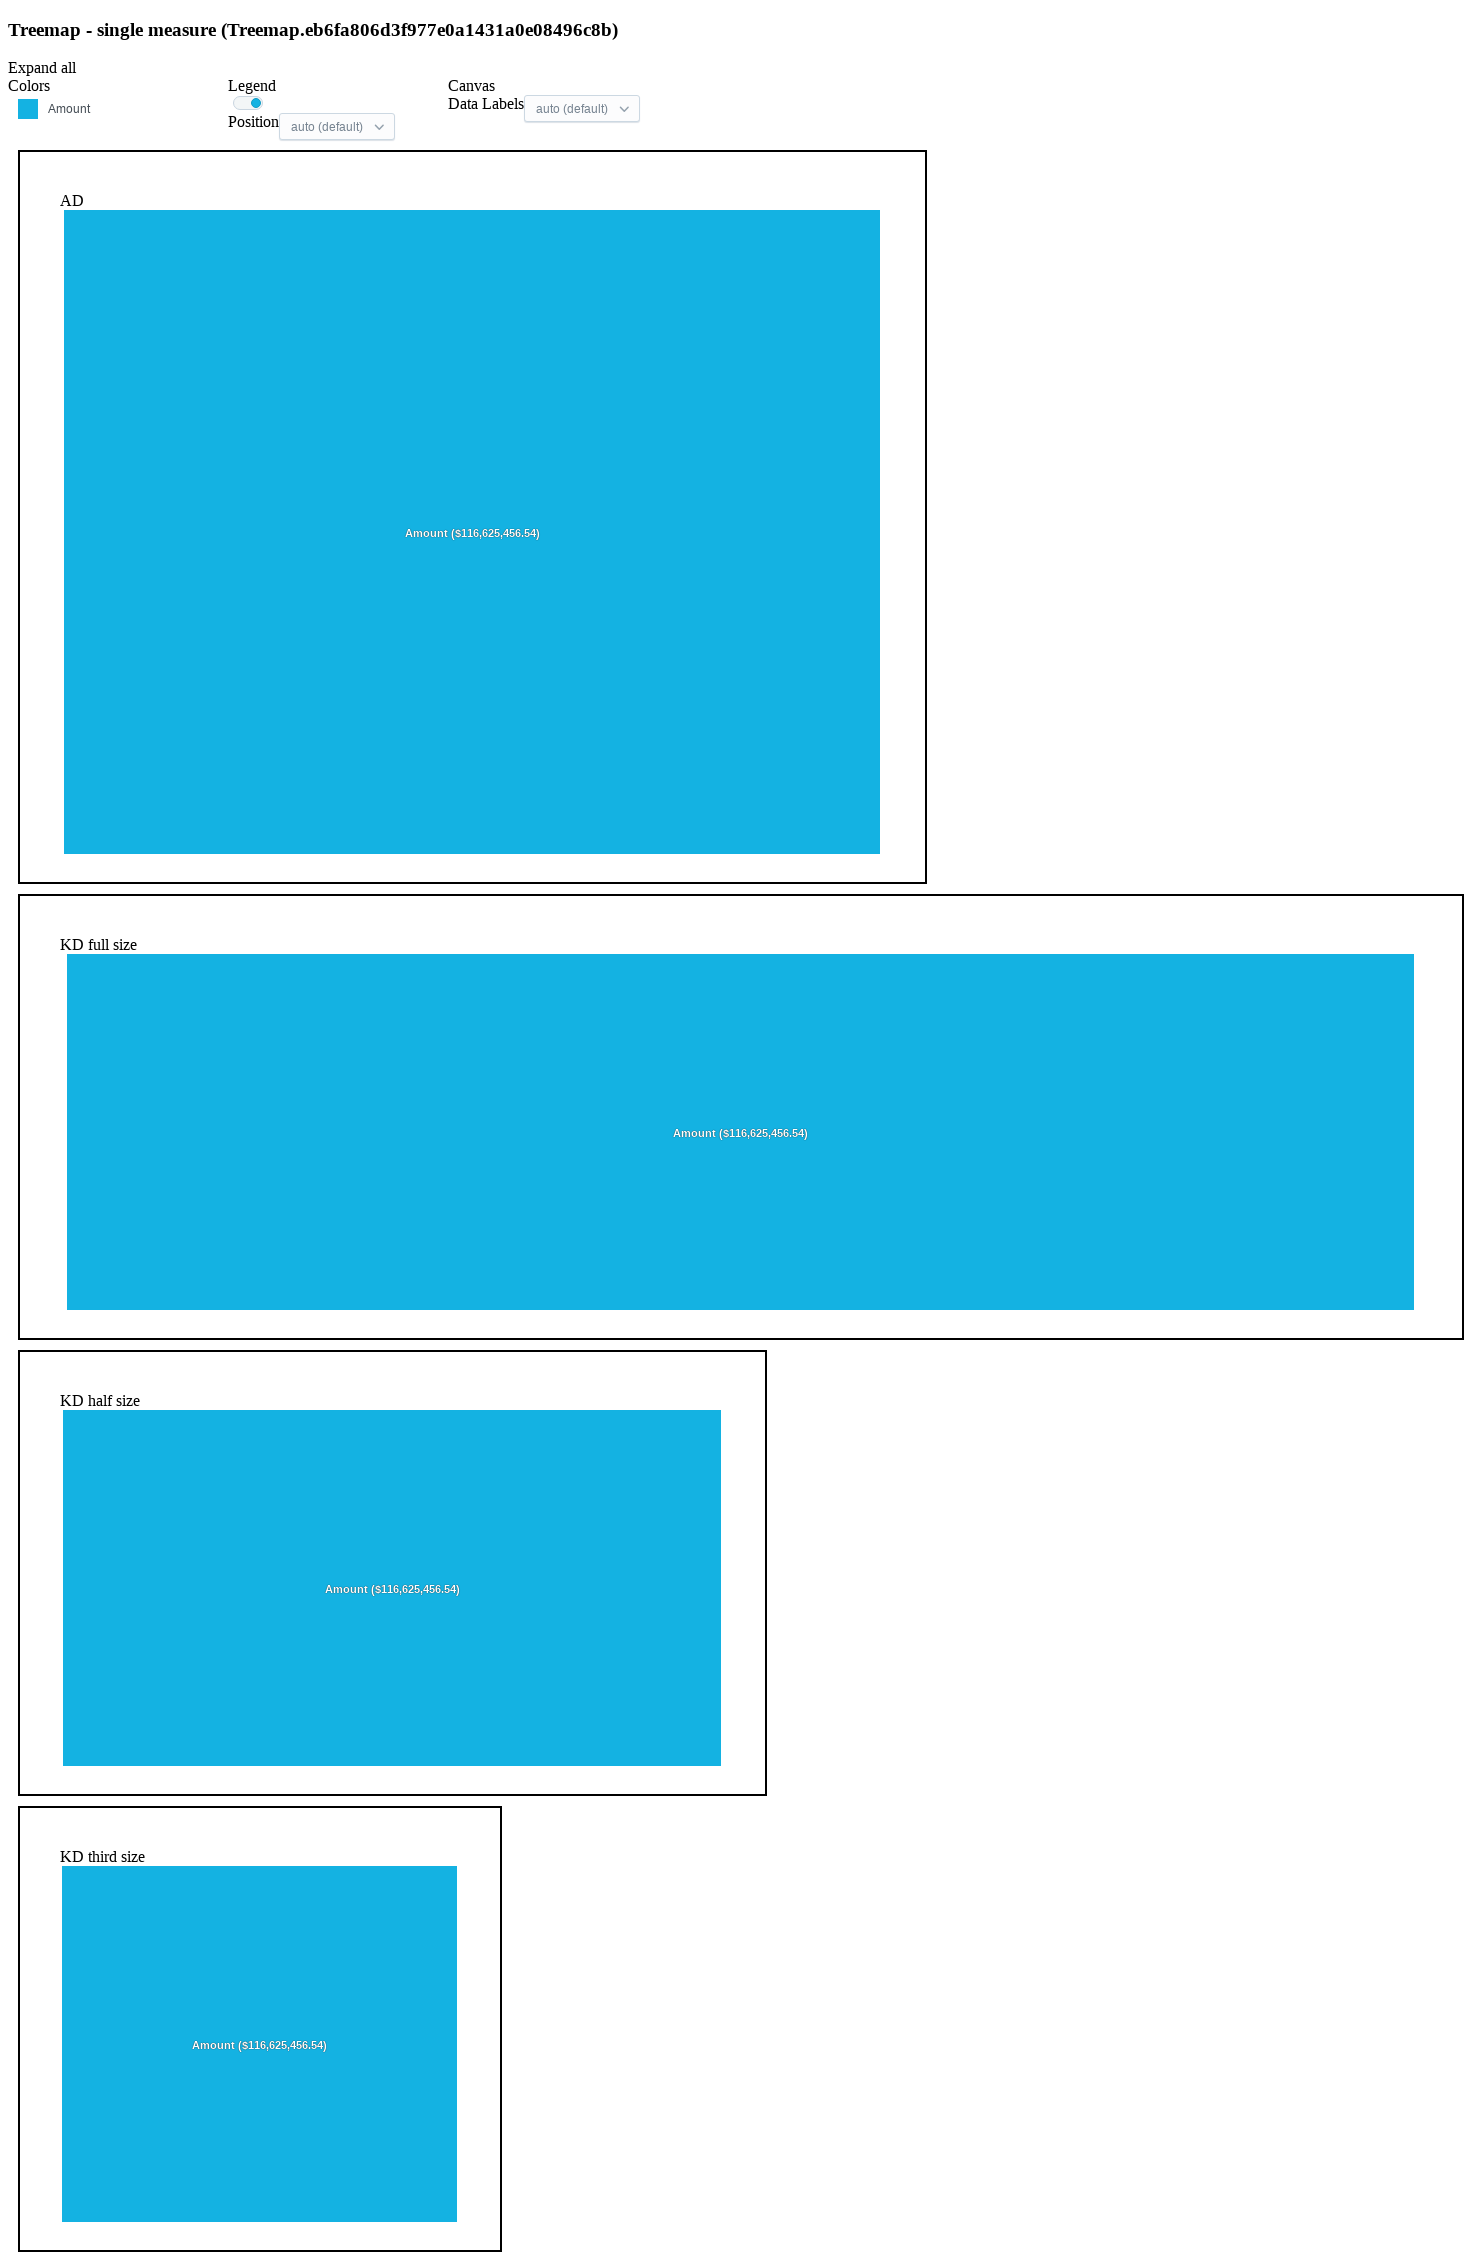 Treemap - single measure (Treemap.eb6fa806d3f977e0a1431a0e08496c8b)
Expand all
Colors
Amount
Legend
Position auto (default)
Canvas
Data Labels auto (default)
AD
Amount ($116,625,456.54)
KD full size
Amount ($116,625,456.54)
KD half size
Amount ($116,625,456.54)
KD third size
Amount ($116,625,456.54)